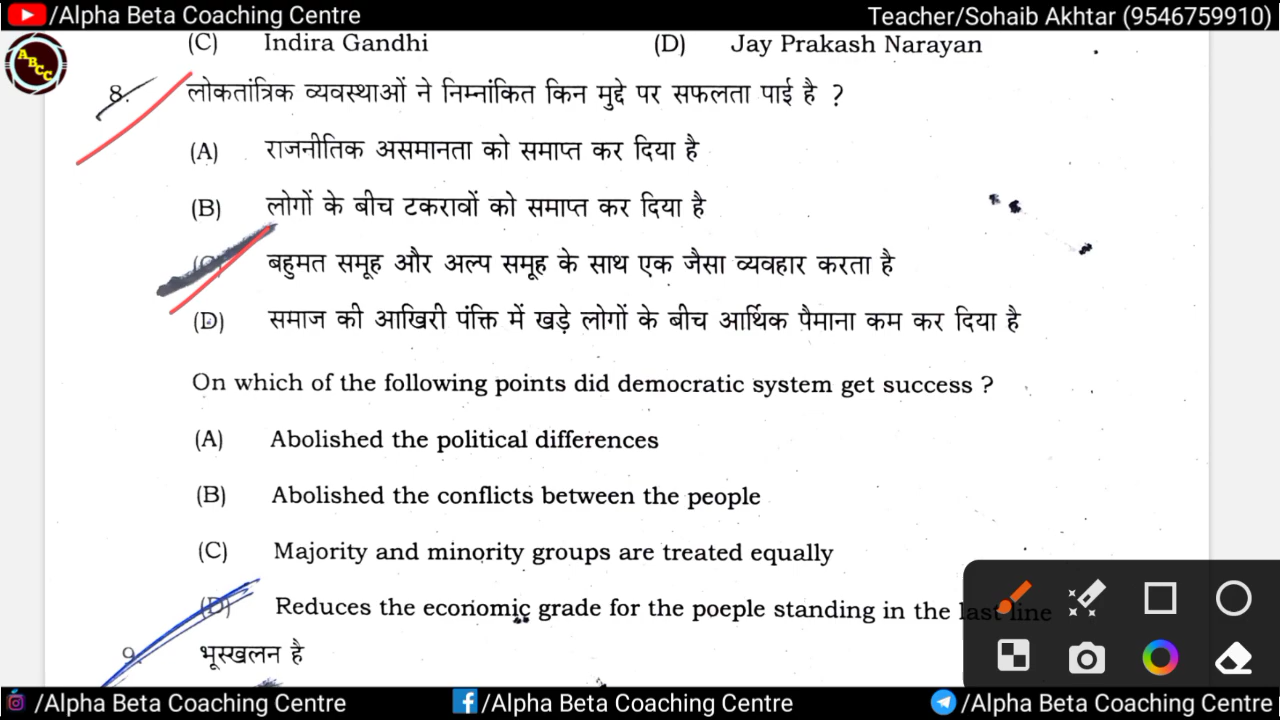 /Alpha Beta Coaching Centre
Teacher/Sohaib Akhtar (9546759910)
ABCC
(C) Indira Gandhi (D) Jay Prakash Narayan
8. लोकतांत्रिक व्यवस्थाओं ने निम्नांकित किन मुद्दे पर सफलता पाई है ?
(A) राजनीतिक असमानता को समाप्त कर दिया है
(B) लोगों के बीच टकरावों को समाप्त कर दिया है
(C) बहुमत समूह और अल्प समूह के साथ एक जैसा व्यवहार करता है
(D) समाज की आखिरी पंक्ति में खड़े लोगों के बीच आर्थिक पैमाना कम कर दिया है
On which of the following points did democratic system get success ?
(A) Abolished the political differences
(B) Abolished the conflicts between the people
(C) Majority and minority groups are treated equally
(D) Reduces the economic grade for the poeple standing in the last line
9. भूस्खलन है
/Alpha Beta Coaching Centre
/Alpha Beta Coaching Centre
/Alpha Beta Coaching Centre